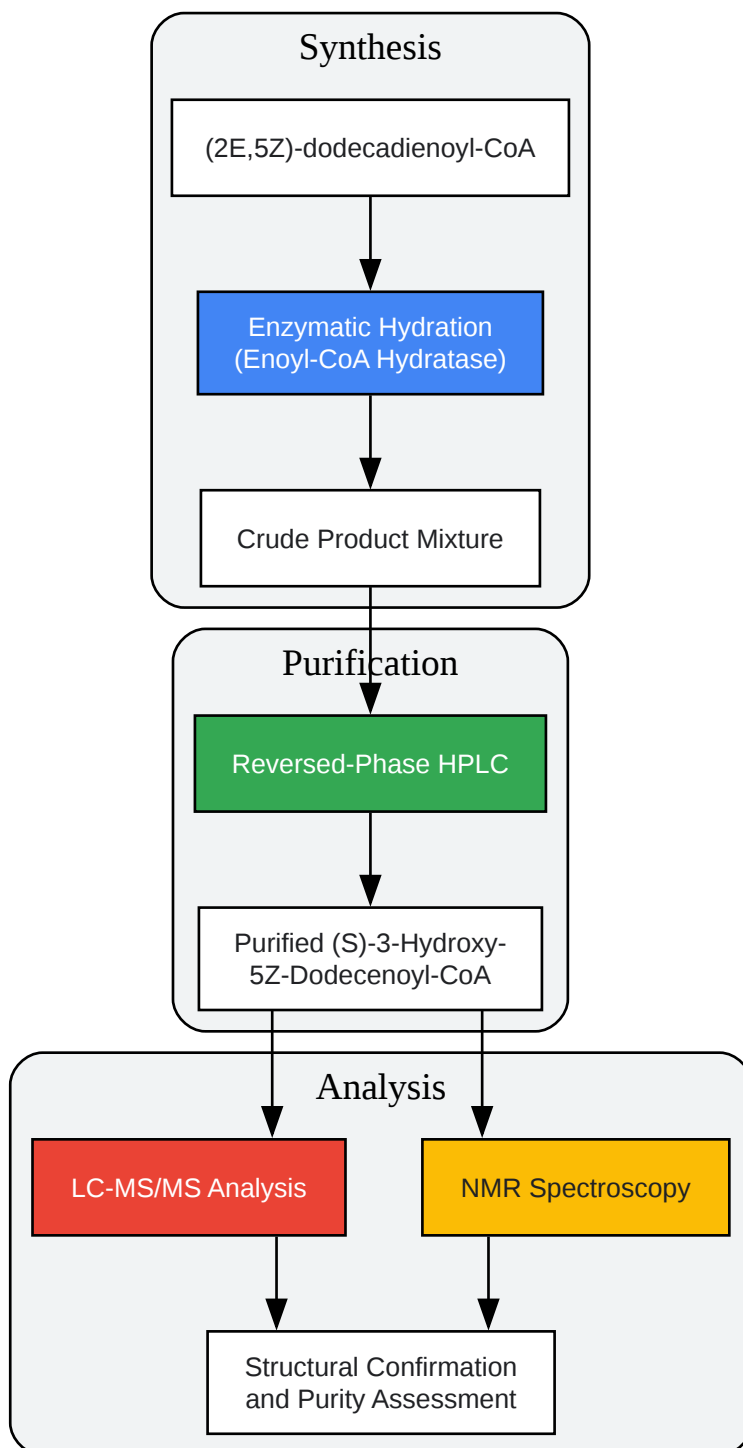 Synthesis
(2E,5Z)-dodecadienoyl-CoA
Enzymatic Hydration
(Enoyl-CoA Hydratase)
Crude Product Mixture
Purification
Reversed-Phase HPLC
Purified (S)-3-Hydroxy-
5Z-Dodecenoyl-CoA
Analysis
LC-MS/MS Analysis
NMR Spectroscopy
Structural Confirmation
and Purity Assessment